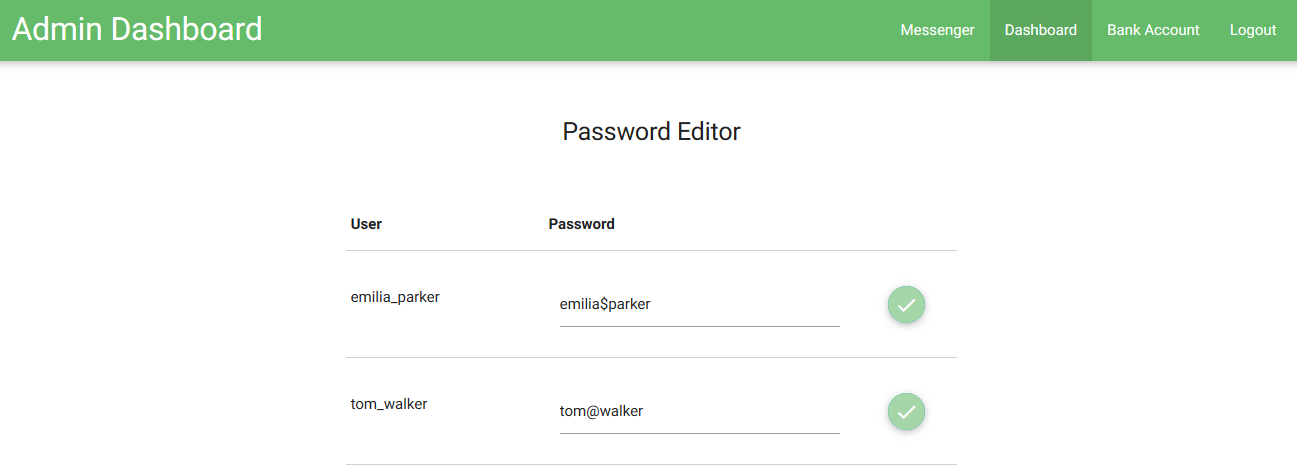 Admin Dashboard Messenger Dashboard Bank Account Logout
Password Editor
User Password
emilia_parker emilia$parker
tom_walker tom@walker